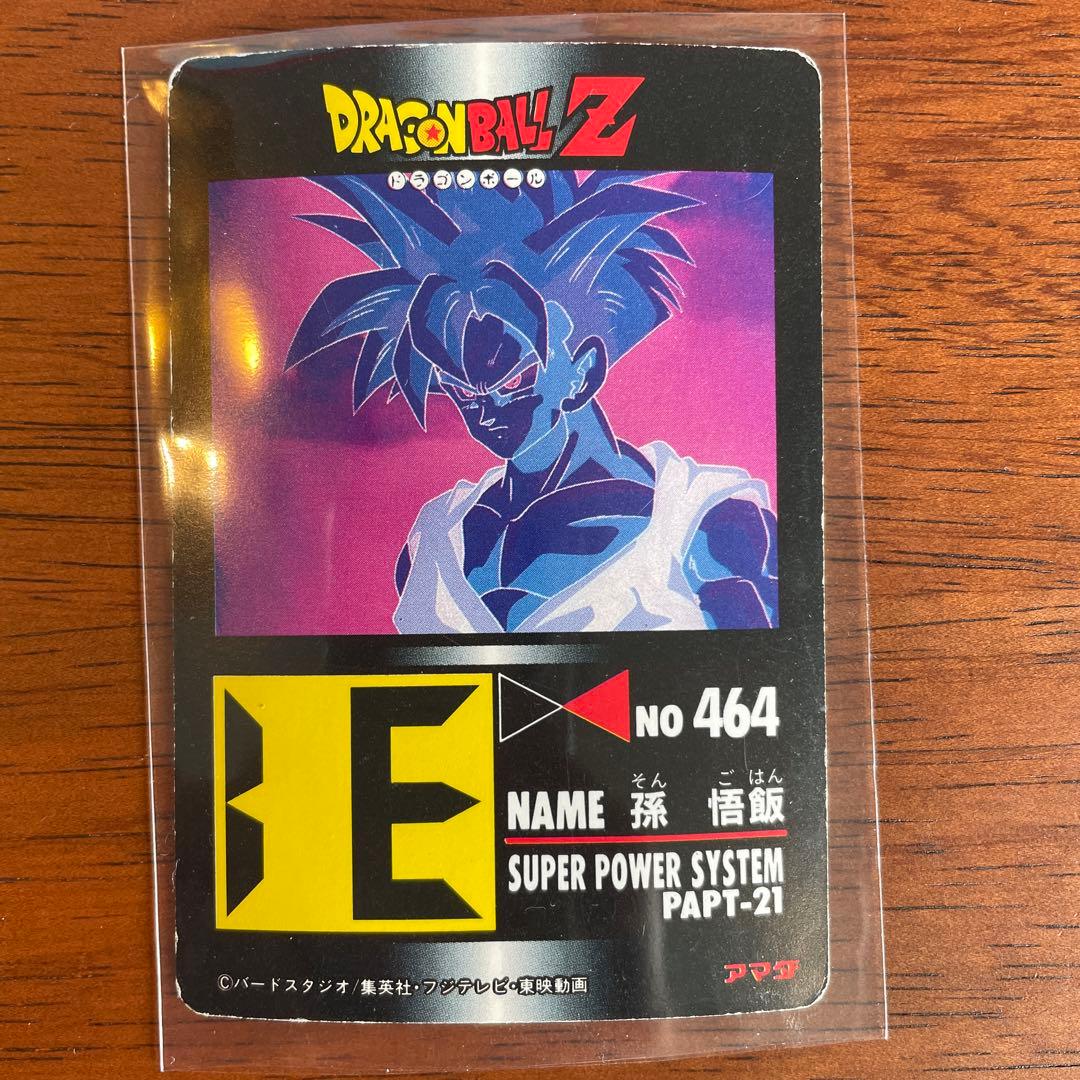 DRAGONBALL Z
ドラゴンボール
E
NO 464
そん ご はん
NAME 孫 悟飯
SUPER POWER SYSTEM
PAPT-21
アマダ
©バードスタジオ/集英社・フジテレビ・東映動画